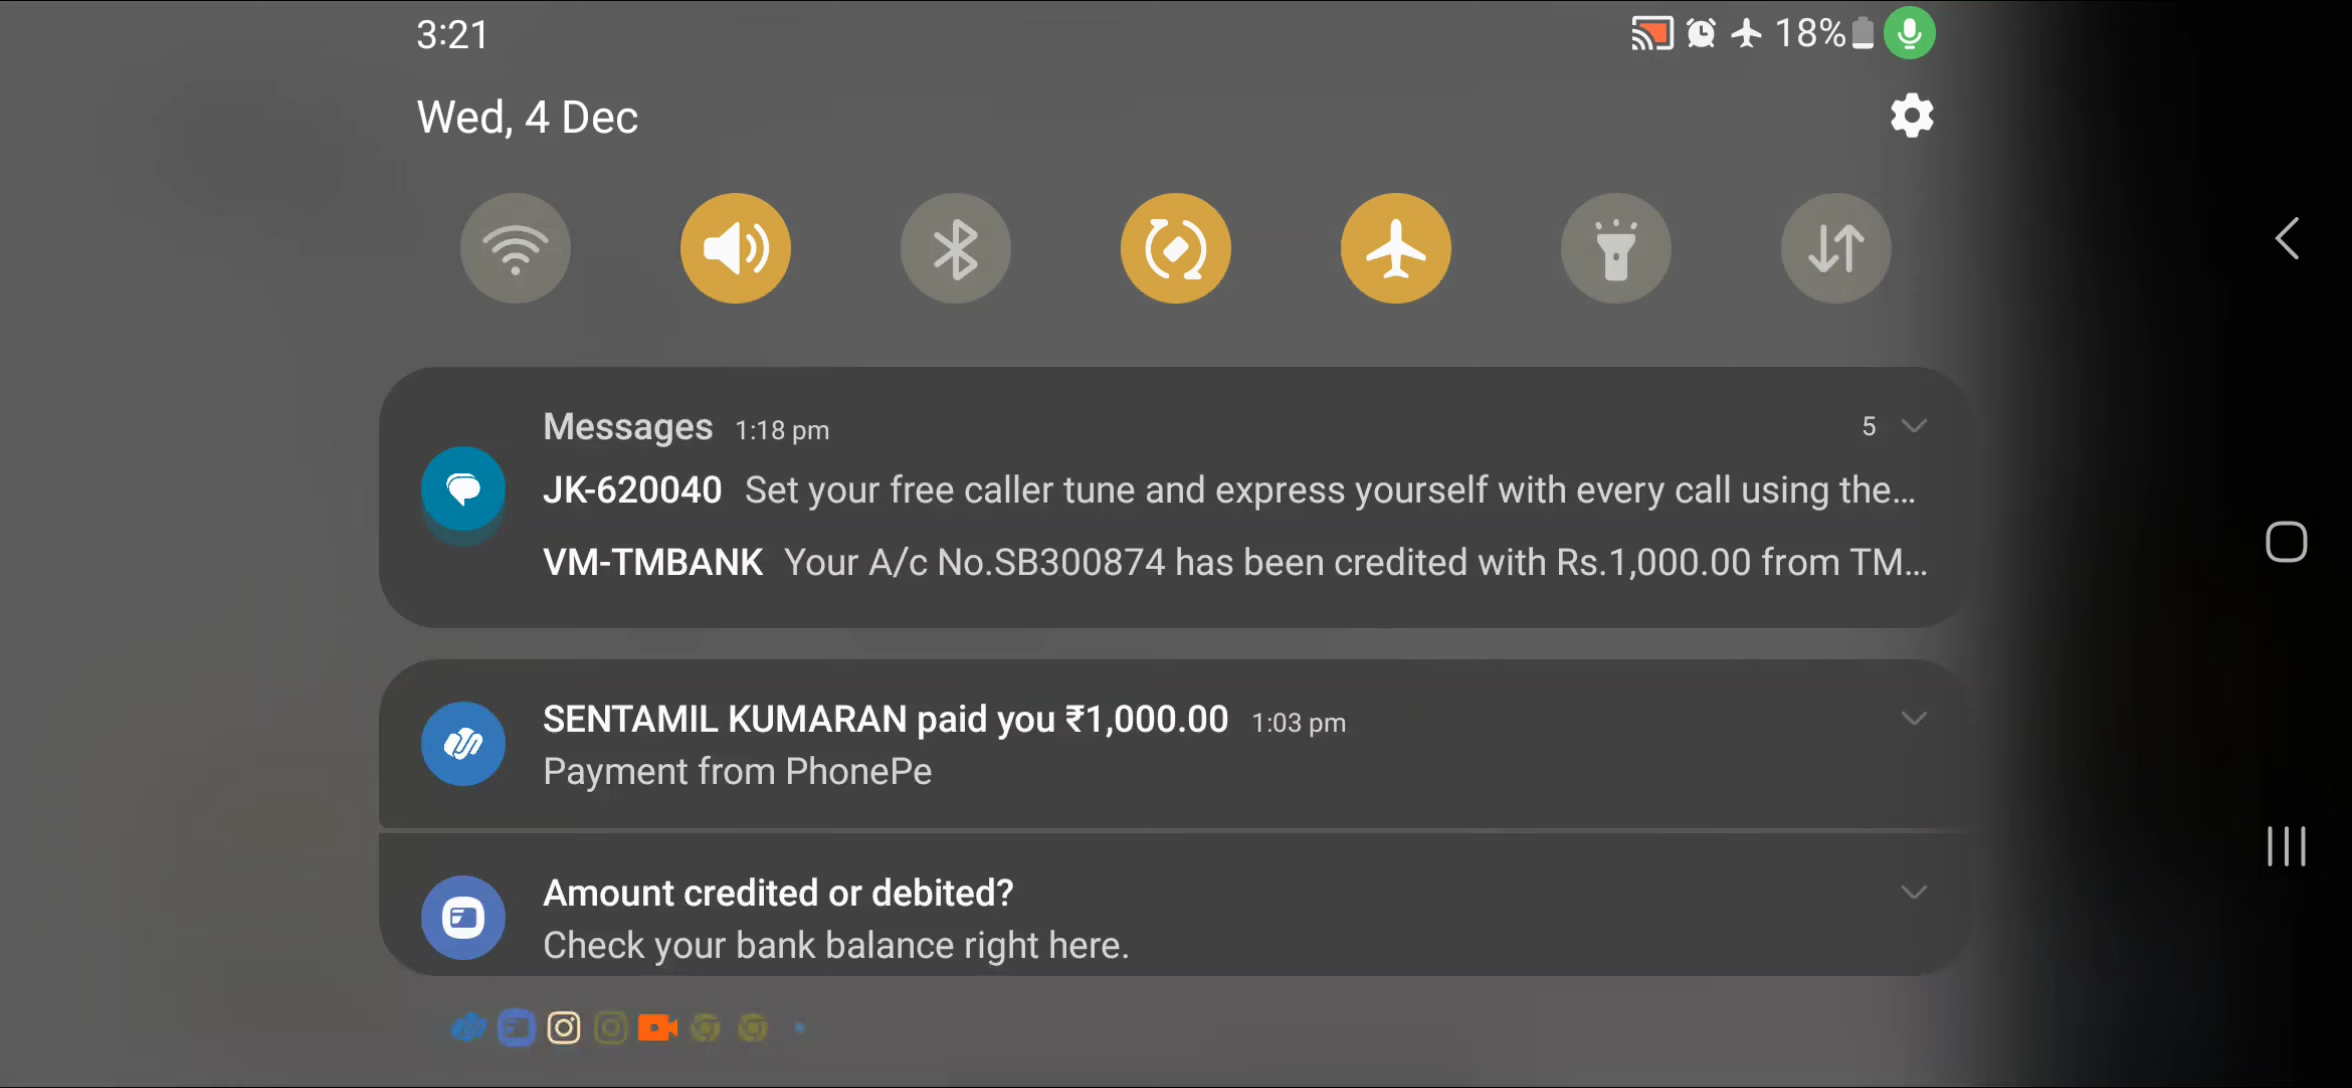 3:21
18%
Wed, 4 Dec
Messages 1:18 pm
5
JK-620040 Set your free caller tune and express yourself with every call using the...
VM-TMBANK Your A/c No.SB300874 has been credited with Rs.1,000.00 from TM...
SENTAMIL KUMARAN paid you ₹1,000.00 1:03 pm
Payment from PhonePe
Amount credited or debited?
Check your bank balance right here.